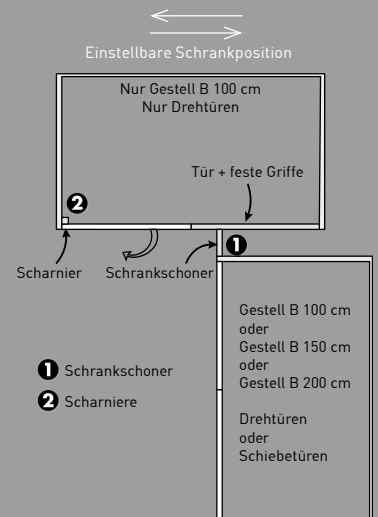 Einstellbare Schrankposition
Nur Gestell B 100 cm
Nur Drehtüren
Tür + feste Griffe
2
1
Scharnier
Schrankschoner
Gestell B 100 cm
oder
Gestell B 150 cm
oder
Gestell B 200 cm
Drehtüren
oder
Schiebetüren
1 Schrankschoner
2 Scharniere